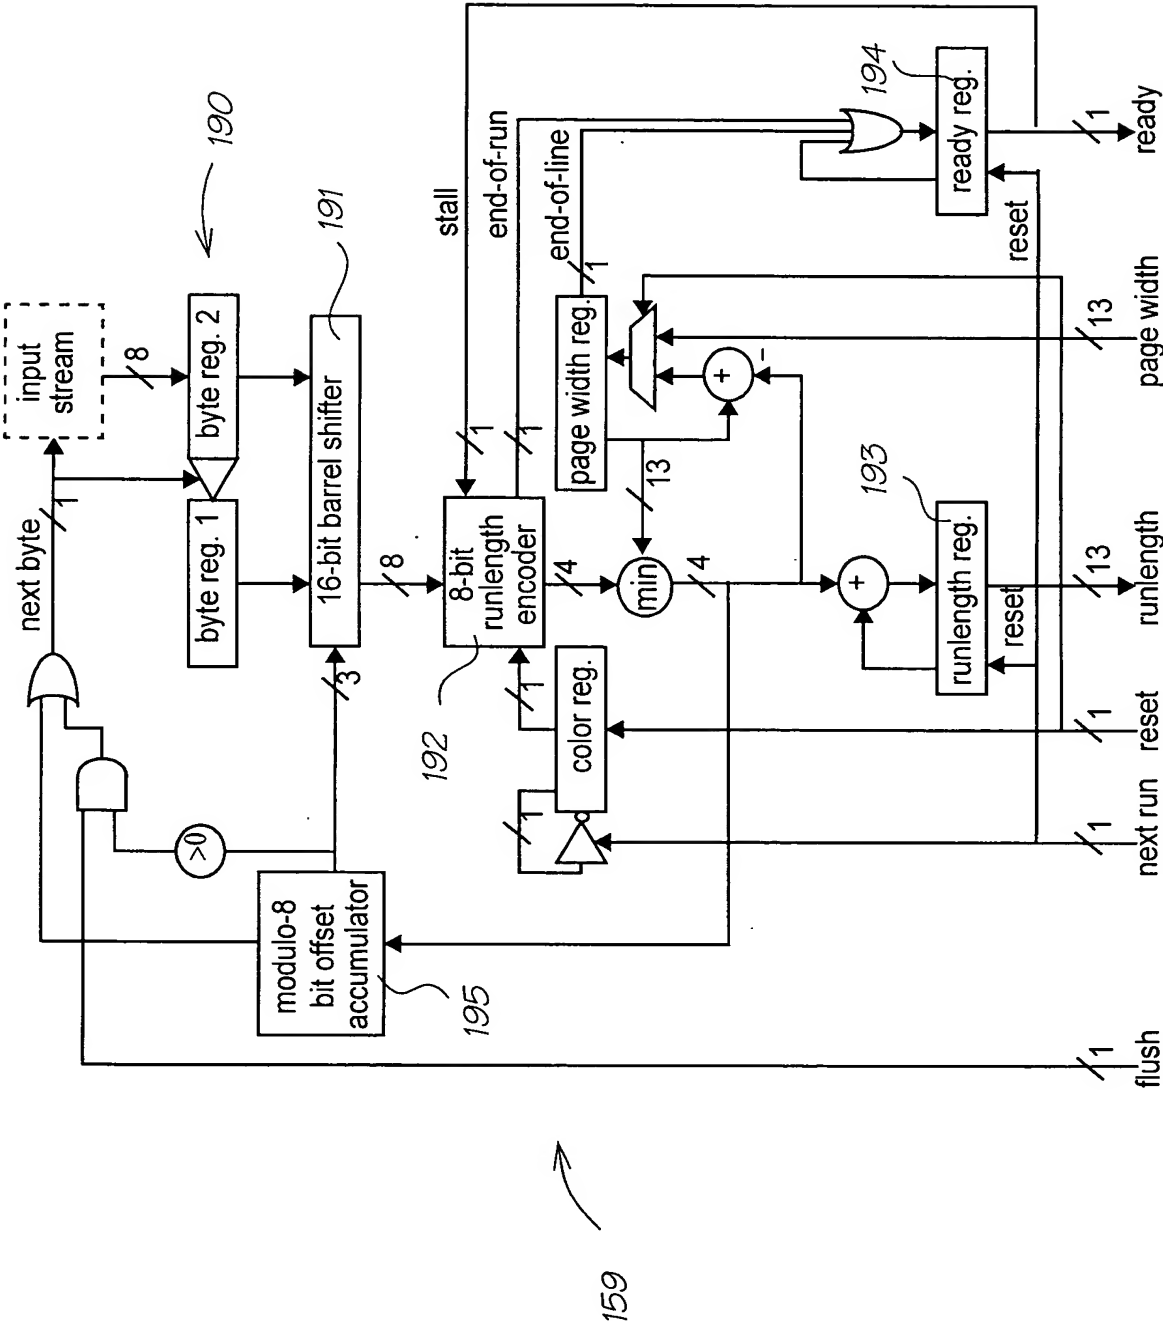 input
stream
8
190
next byte
1
byte reg. 1
byte reg. 2
191
16-bit barrel shifter
3
8
>0
modulo-8
bit offset
accumulator
195
stall
end-of-run
end-of-line
1
1
1
8-bit
runlength
encoder
192
1
4
min
4
13
page width reg.
+
-
color reg.
1
+
193
runlength reg.
reset
194
ready reg.
reset
1
flush
1
next run
1
reset
13
runlength
13
page width
1
ready
159